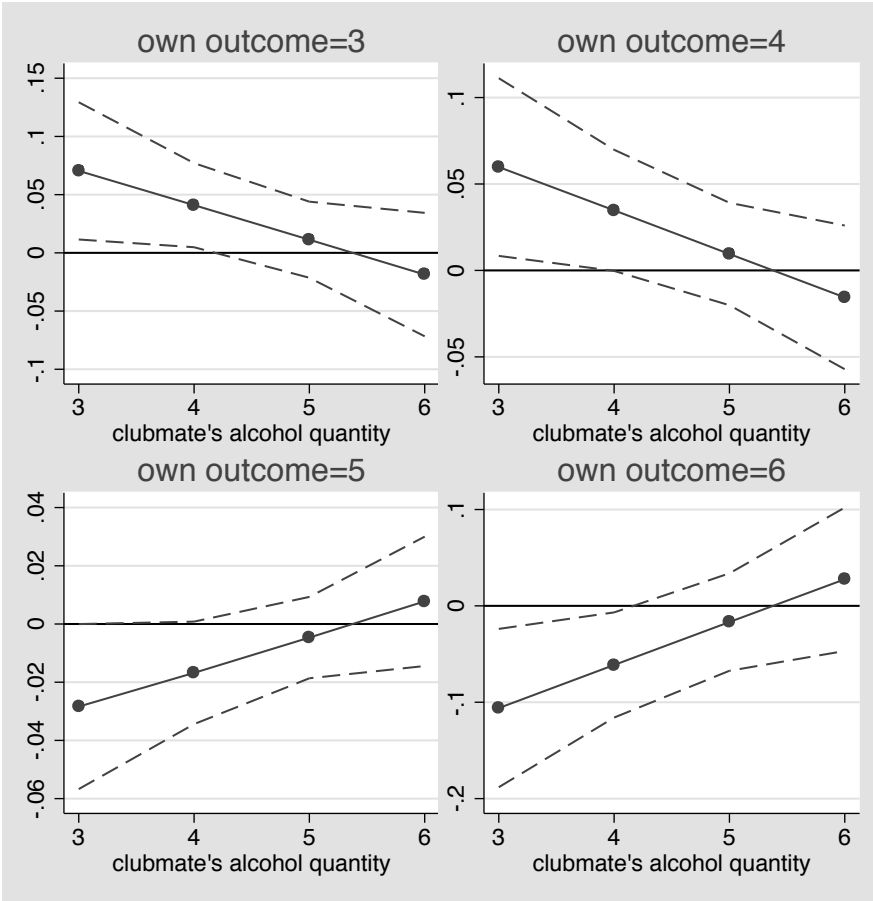 own outcome=3
.15
.1
.05
0
-.05
-.1
3 4 5 6
clubmate's alcohol quantity
own outcome=4
.1
.05
0
-.05
3 4 5 6
clubmate's alcohol quantity
own outcome=5
.04
.02
0
-.02
-.04
-.06
3 4 5 6
clubmate's alcohol quantity
own outcome=6
.1
0
-.1
-.2
3 4 5 6
clubmate's alcohol quantity